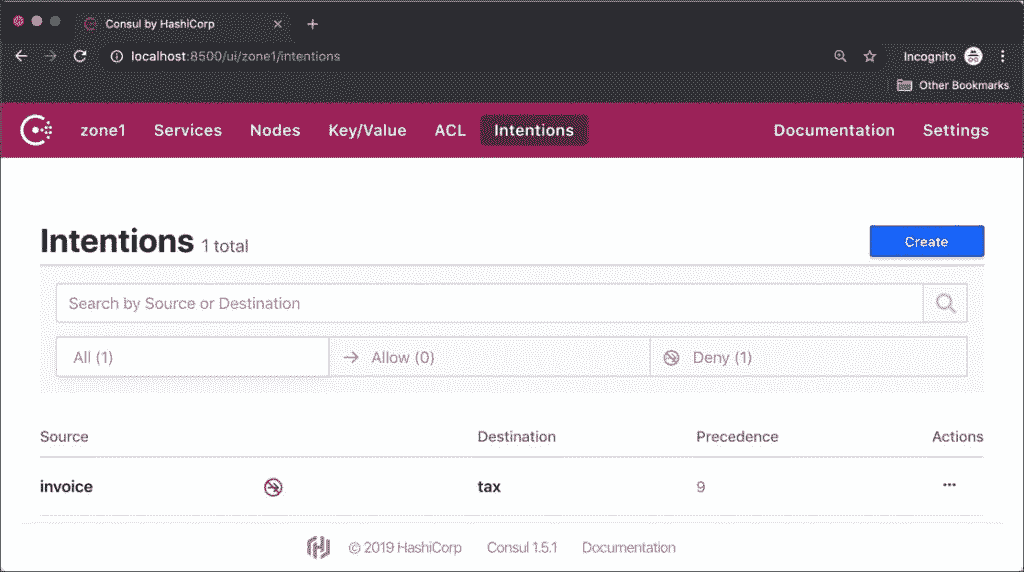 Consul by HashiCorp
localhost:8500/ui/zone1/intentions
Incognito
Other Bookmarks
zone1 Services Nodes Key/Value ACL Intentions Documentation Settings
Intentions 1 total
Create
Search by Source or Destination
All (1) Allow (0) Deny (1)
Source Destination Precedence Actions
invoice tax 9
© 2019 HashiCorp Consul 1.5.1 Documentation